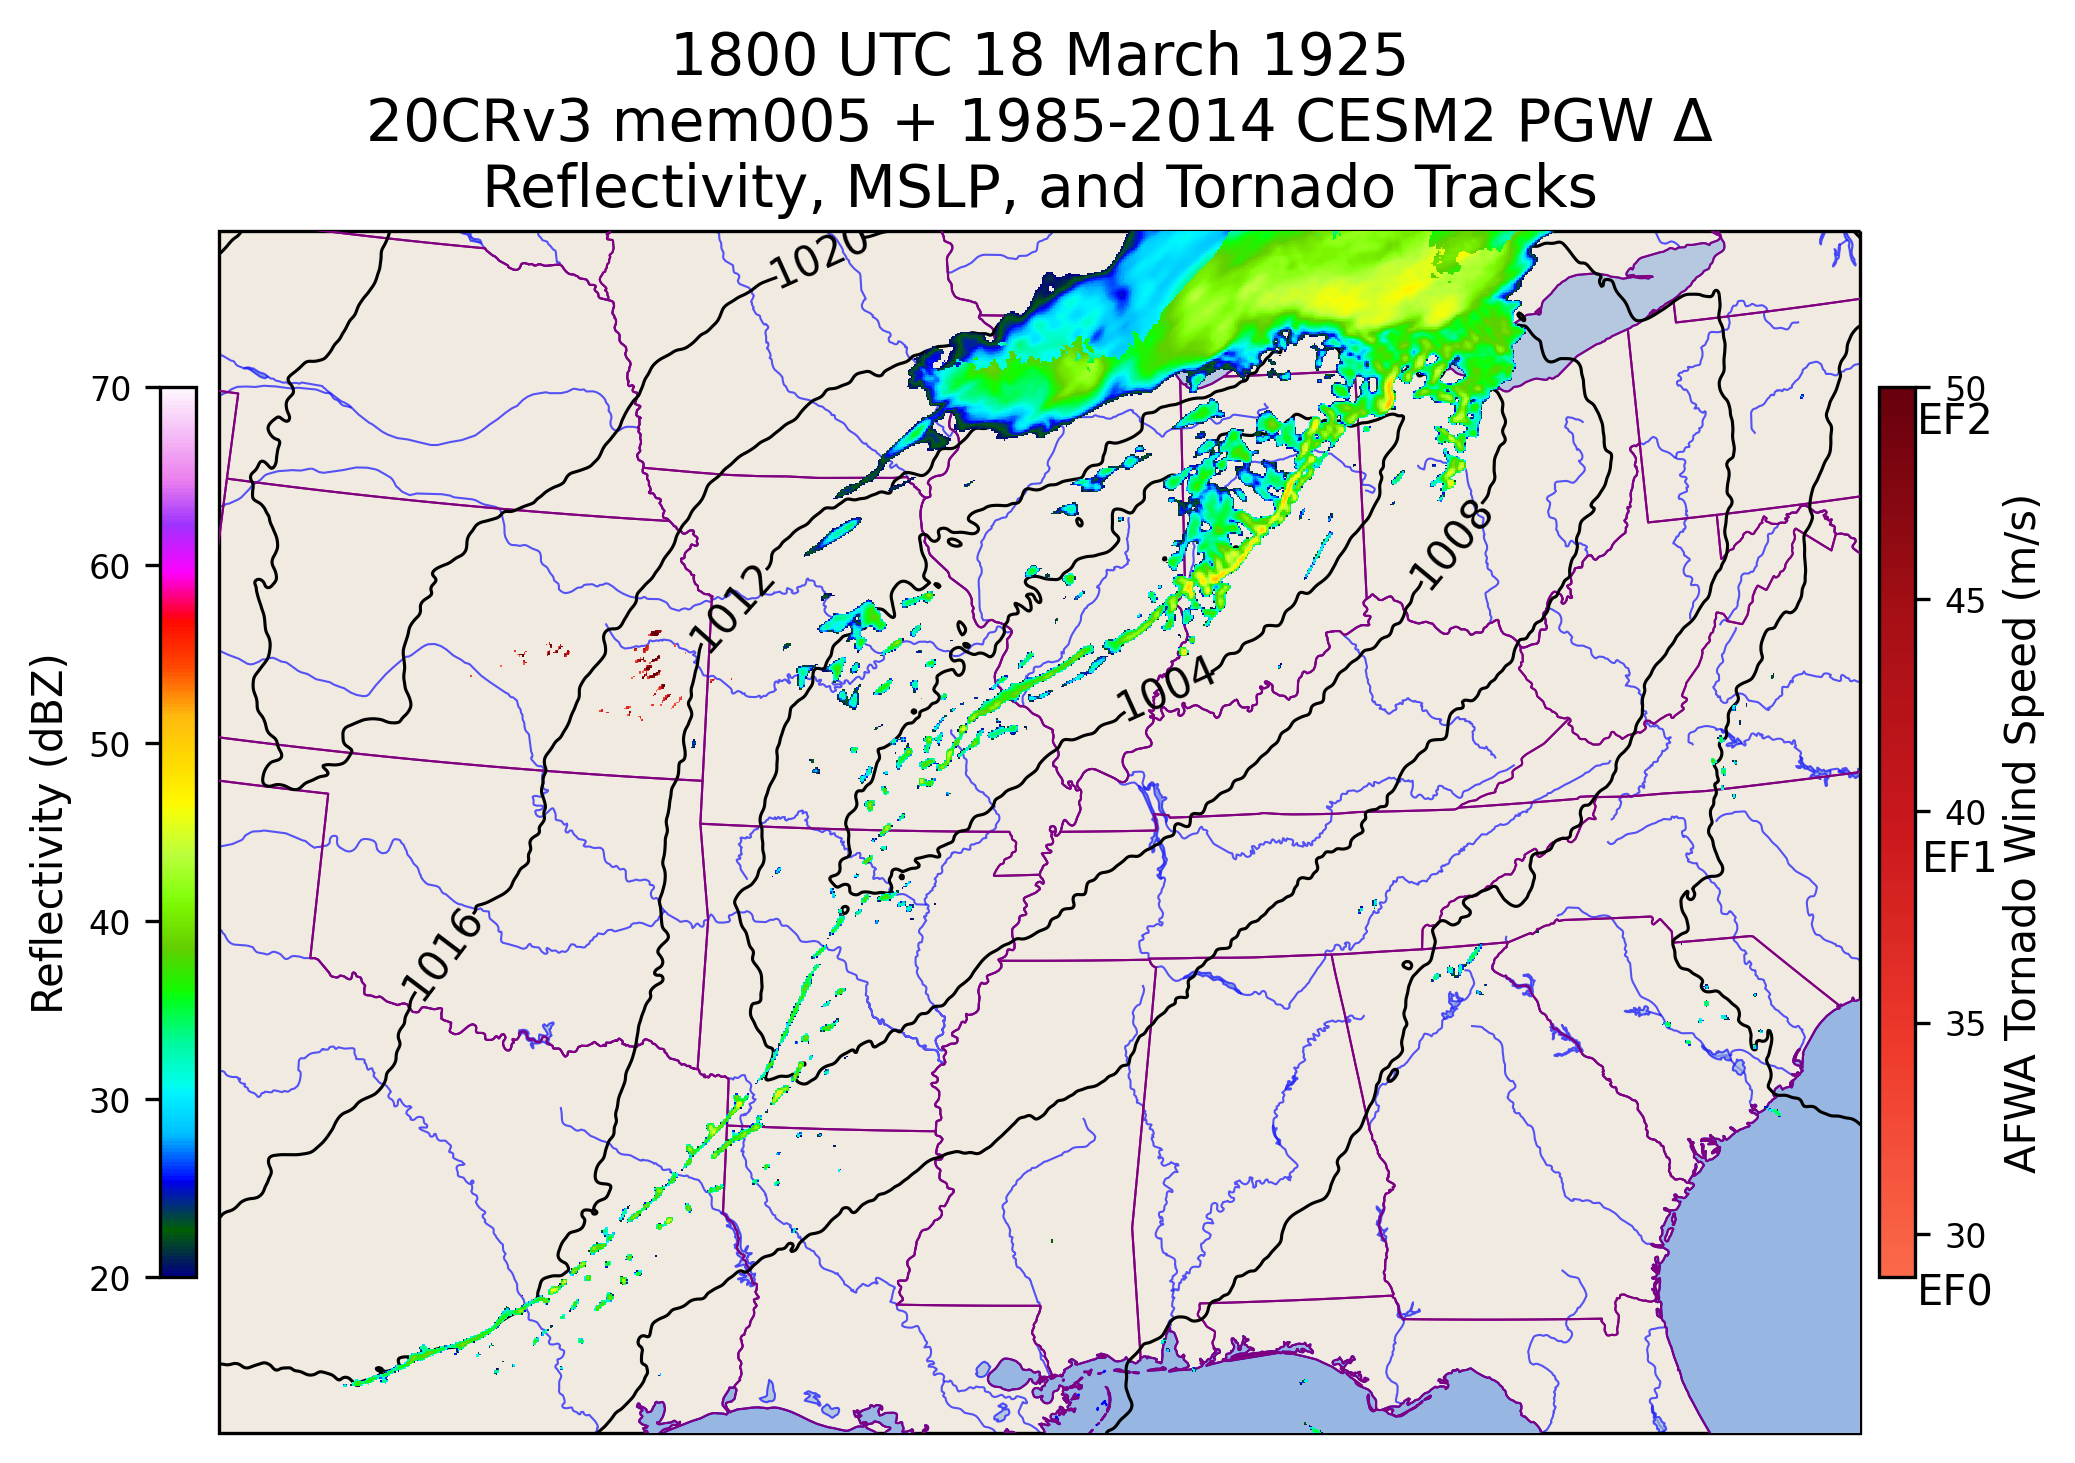 1800 UTC 18 March 1925
20CRv3 mem005 + 1985-2014 CESM2 PGW Δ
Reflectivity, MSLP, and Tornado Tracks
70
60
50
40
30
20
Reflectivity (dBZ)
1020
1012
1008
1004
1016
50
EF2
45
40
EF1
35
30
EF0
AFWA Tornado Wind Speed (m/s)